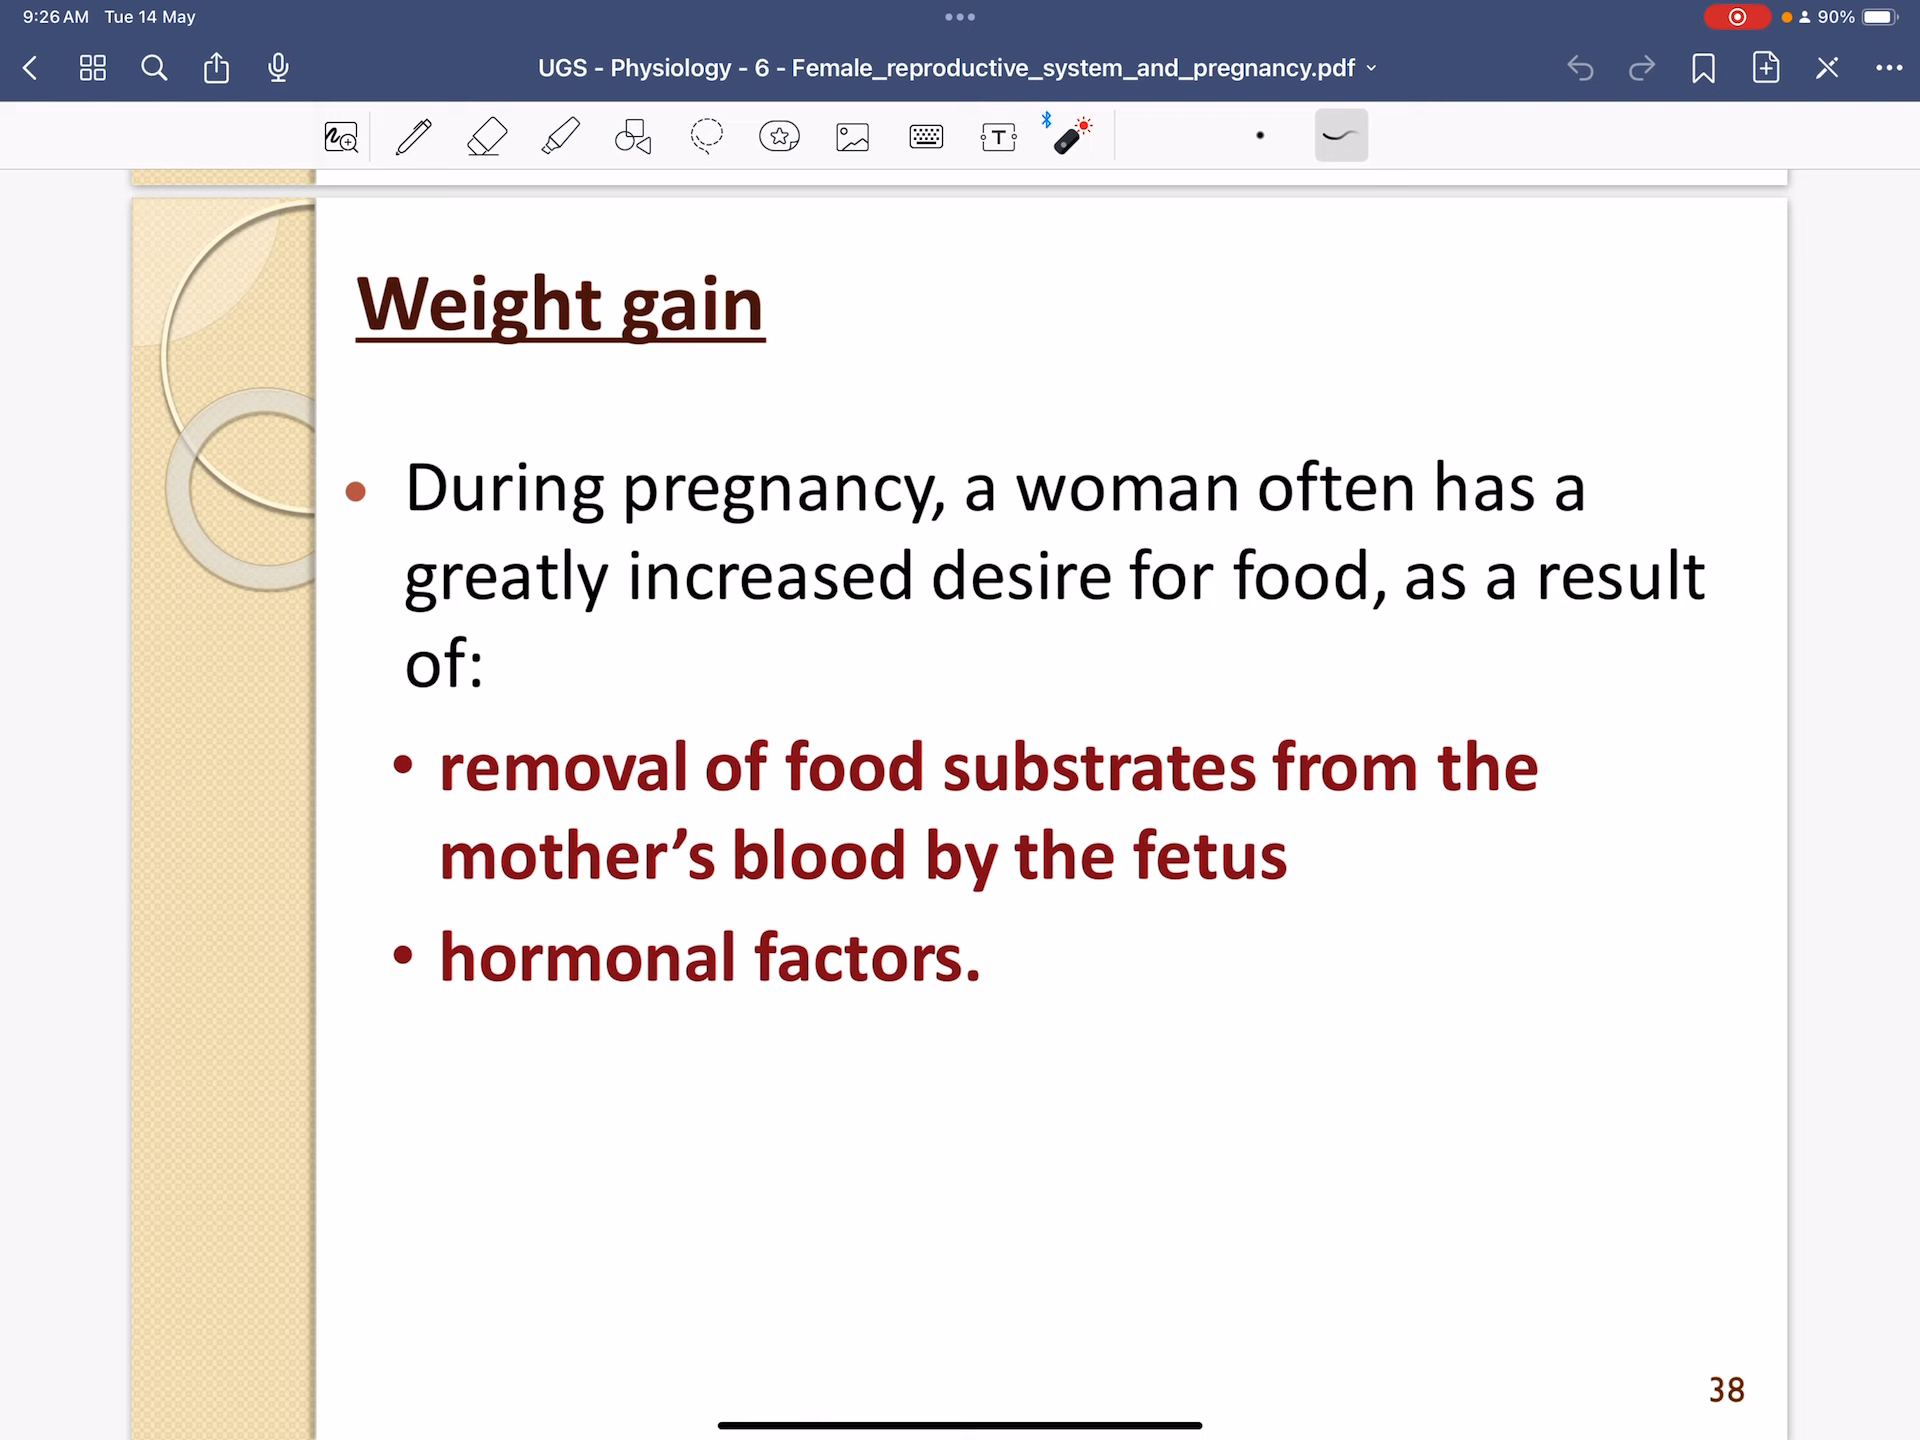 9:26 AM Tue 14 May
90%
UGS - Physiology - 6 - Female_reproductive_system_and_pregnancy.pdf
T
Weight gain
• During pregnancy, a woman often has a
greatly increased desire for food, as a result
of:
• removal of food substrates from the
mother’s blood by the fetus
• hormonal factors.
38